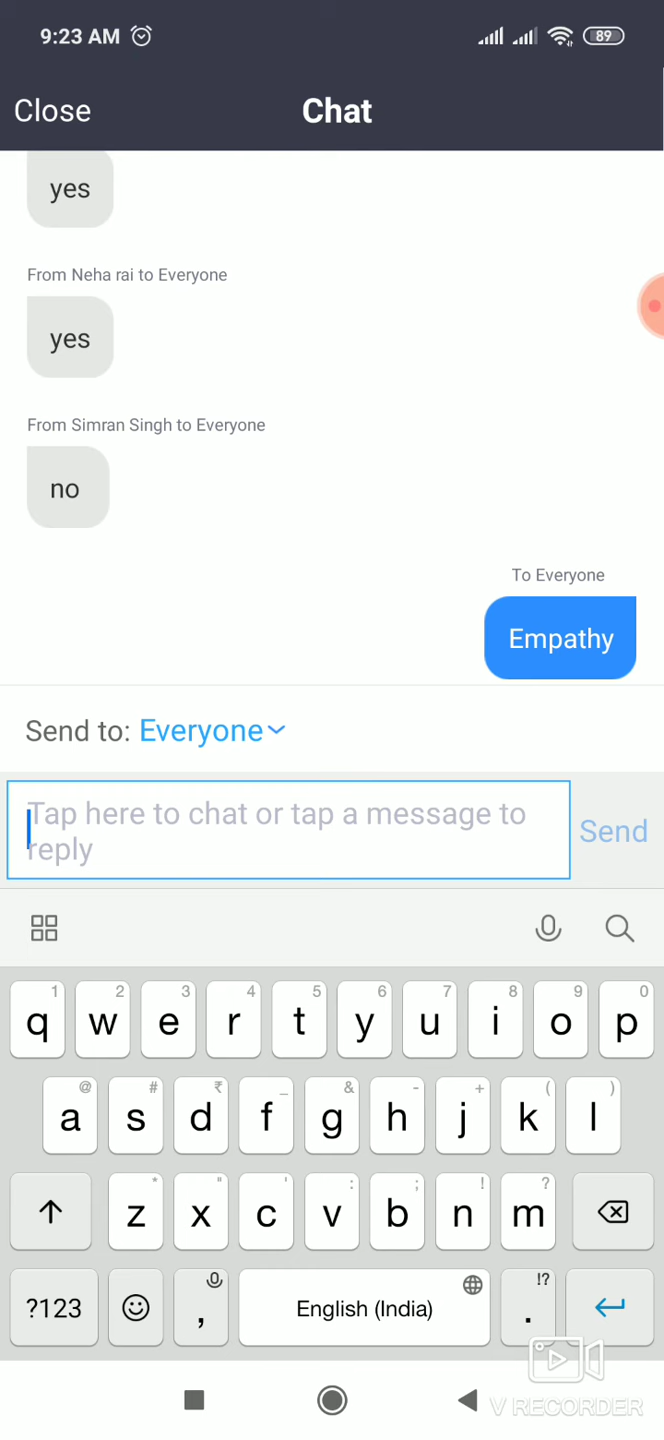 9:23 AM 89
Close Chat
yes
From Neha rai to Everyone
yes
From Simran Singh to Everyone
no
To Everyone
Empathy
Send to: Everyone
Tap here to chat or tap a message to
reply
Send
1 2 3 4 5 6 7 8 9 0
q w e r t y u i o p
@ # ₹ _ & - + ( )
a s d f g h j k l
* " ' : ; ! ?
z x c v b n m
!?
?123 , English (India) .
V RECORDER